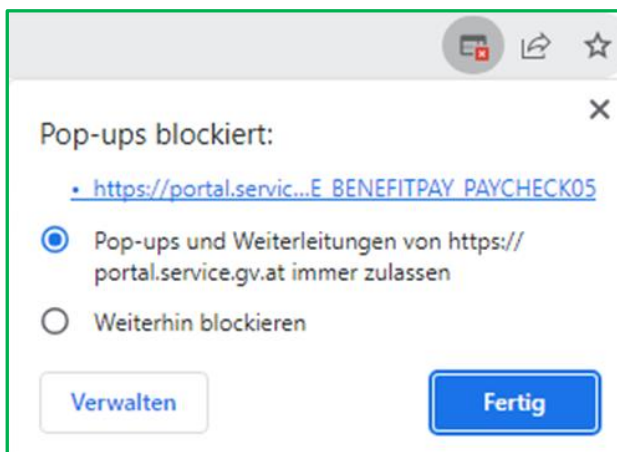 Pop-ups blockiert:
• https://portal.servic...E_BENEFITPAY_PAYCHECK05
Pop-ups und Weiterleitungen von https://
portal.service.gv.at immer zulassen
Weiterhin blockieren
Verwalten
Fertig